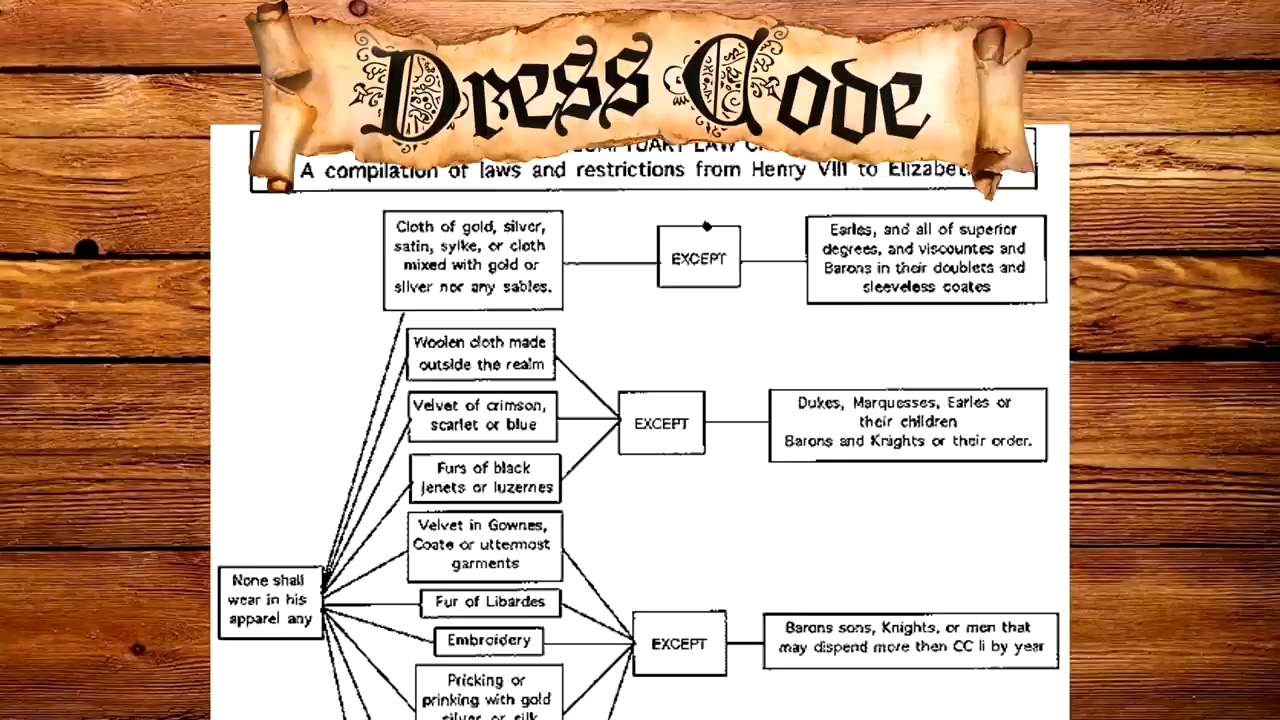 Dress Code
A compilation of laws and restrictions from Henry VIII to
Cloth of gold, silver,
satin, sylke, or cloth
mixed with gold or
silver nor any sables.
EXCEPT
Earles, and all of superior
degrees, and viscountes and
Barons in their doublets and
sleeveless coates
Woolen cloth made
outside the realm
Velvet of crimson,
scarlet or blue
Furs of black
jenets or luzernes
EXCEPT
Dukes, Marquesses, Earles or
their children
Barons and Knights or their order.
None shall
wear in his
apparel any
Velvet in Gownes,
Coate or uttermost
garments
Fur of Libardes
Embroidery
Pricking or
prinking with gold
silver or silk
EXCEPT
Barons sons, Knights, or men that
may dispend more then CC li by year